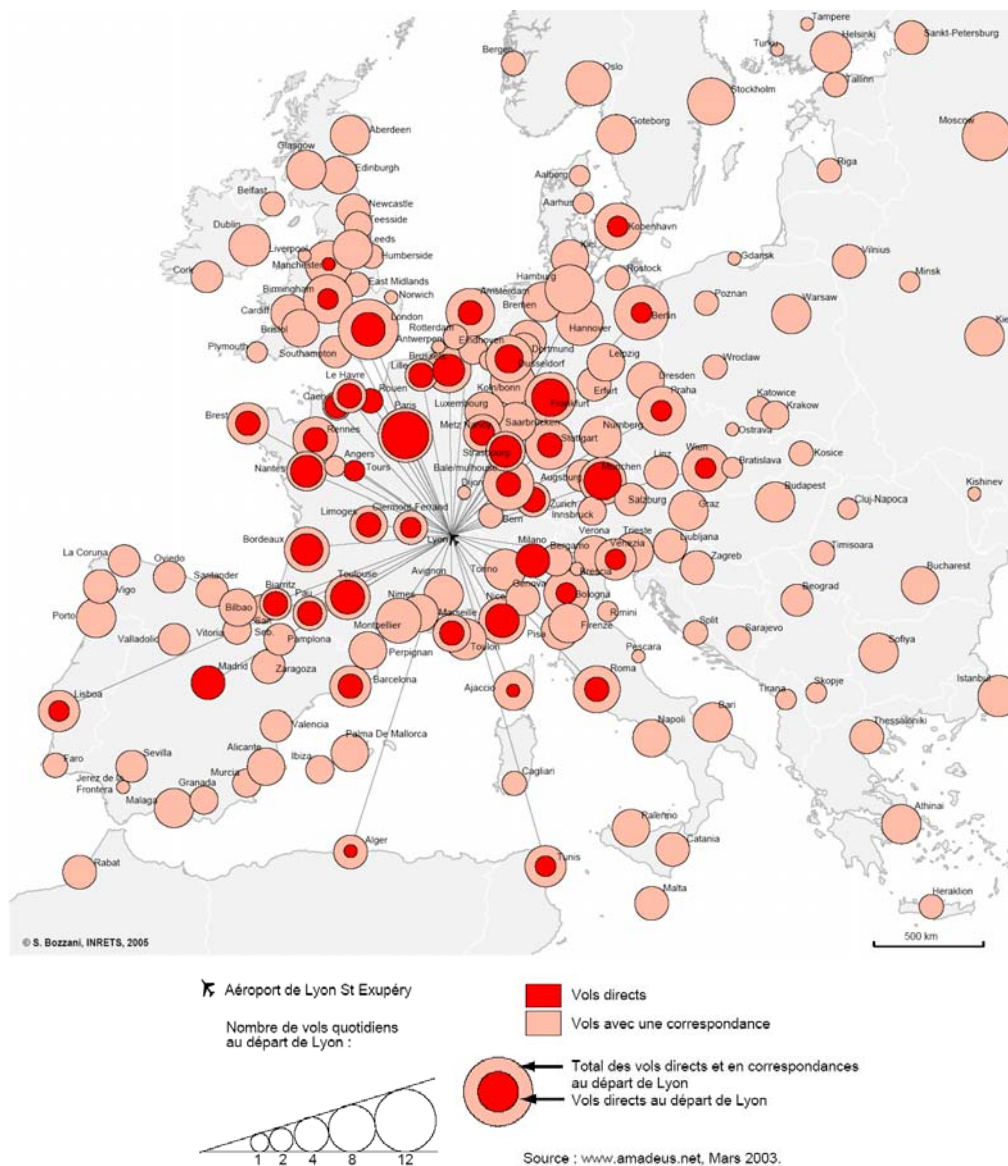 Tampere
Helsinki
Sankt-Petersburg
Bergen
Turku
Oslo
Tallinn
Stockholm
Moscow
Goteborg
Aberdeen
Glasgow
Edinburgh
Riga
Aalborg
Belfast
Aarhus
Newcastle
Teesside
Dublin
Kobenhavn
Leeds
Liverpool
Humberside
Kiel
Manchester
Vilnius
Gdansk
Cork
Rostock
Hamburg
Minsk
East Midlands
Birmingham
Amsterdam
Norwich
Bremen
Poznan
Cardiff
London
Berlin
Warsaw
Rotterdam
Hannover
Bristol
Antwerpen
Eindhoven
Plymouth
Southampton
Dortmund
Leipzig
Lille
Dusseldorf
Wroclaw
Le Havre
Dresden
Koln/bonn
Erfurt
Caen
Rouen
Praha
Katowice
Luxembourg
Frankfurt
Krakow
Brest
Paris
Saarbrucken
Rennes
Metz Nancy
Nurnberg
Ostrava
Stuttgart
Angers
Strasbourg
Linz
Wien
Kosice
Nantes
Tours
Bale/mulhouse
Munchen
Bratislava
Dijon
Augsburg
Budapest
Kishinev
Limoges
Clermont-Ferrand
Zurich
Salzburg
Graz
Cluj-Napoca
Innsbruck
Bern
Bordeaux
Lyon
Verona
Trieste
Ljubljana
Milano
Bergamo
Venezia
Zagreb
Timisoara
La Coruna
Oviedo
Torino
Avignon
Brescia
Santander
Biarritz
Toulouse
Genova
Bologna
Bucharest
Vigo
Pau
Nimes
Nice
Beograd
Porto
Bilbao
San
Seb.
Marseille
Rimini
Montbellier
Firenze
Split
Sarajevo
Valladolid
Vitoria
Pamplona
Pisa
Toulon
Perpignan
Pescara
Sofiya
Madrid
Zaragoza
Barcelona
Ajaccio
Roma
Skopje
Istanbul
Lisboa
Tirana
Bari
Valencia
Napoli
Thessaloniki
Sevilla
Palma De Mallorca
Alicante
Ibiza
Faro
Jerez de la
Frontera
Murcia
Granada
Cagliari
Malaga
Catania
Athinai
Alger
Tunis
Rabat
Malta
Heraklion
© S. Bozzani, INRETS, 2005
500 km
Aéroport de Lyon St Exupéry
Nombre de vols quotidiens
au départ de Lyon :
1 2 4 8 12
Vols directs
Vols avec une correspondance
Total des vols directs et en correspondances
au départ de Lyon
Vols directs au départ de Lyon
Source : www.amadeus.net, Mars 2003.